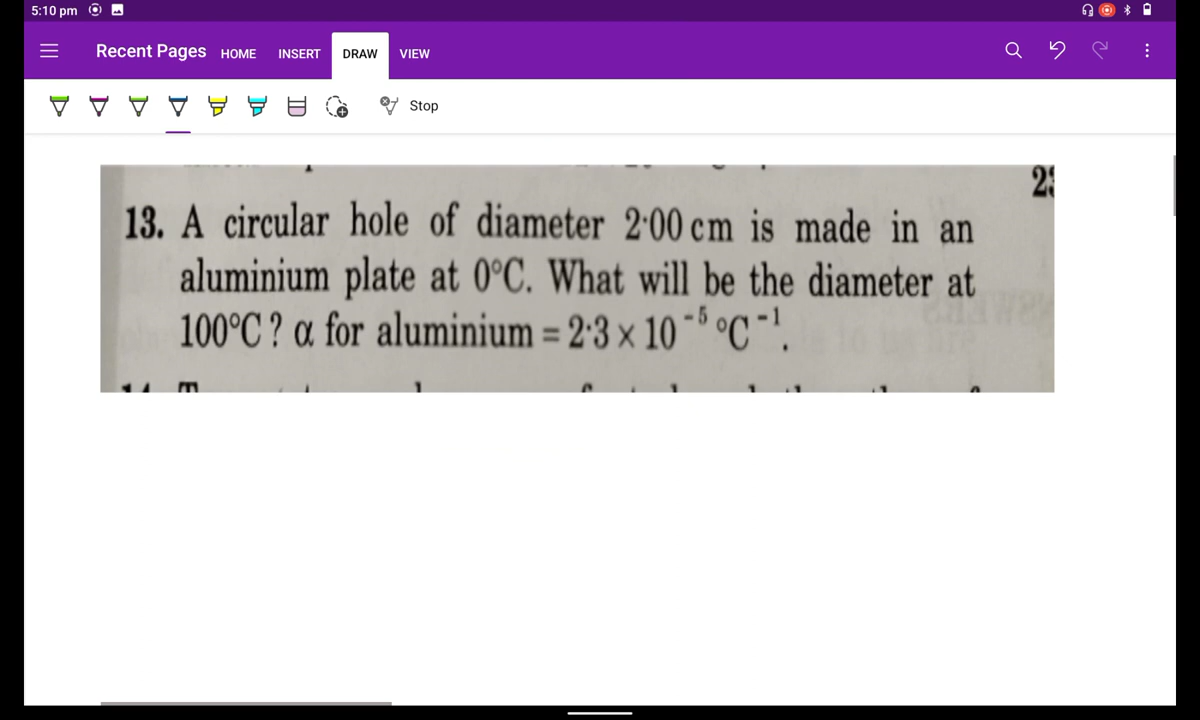 5:10 pm
Recent Pages HOME INSERT DRAW VIEW
Stop
13. A circular hole of diameter 2·00 cm is made in an
aluminium plate at 0°C. What will be the diameter at
100°C ? α for aluminium = 2·3 × 10⁻⁵ °C⁻¹.